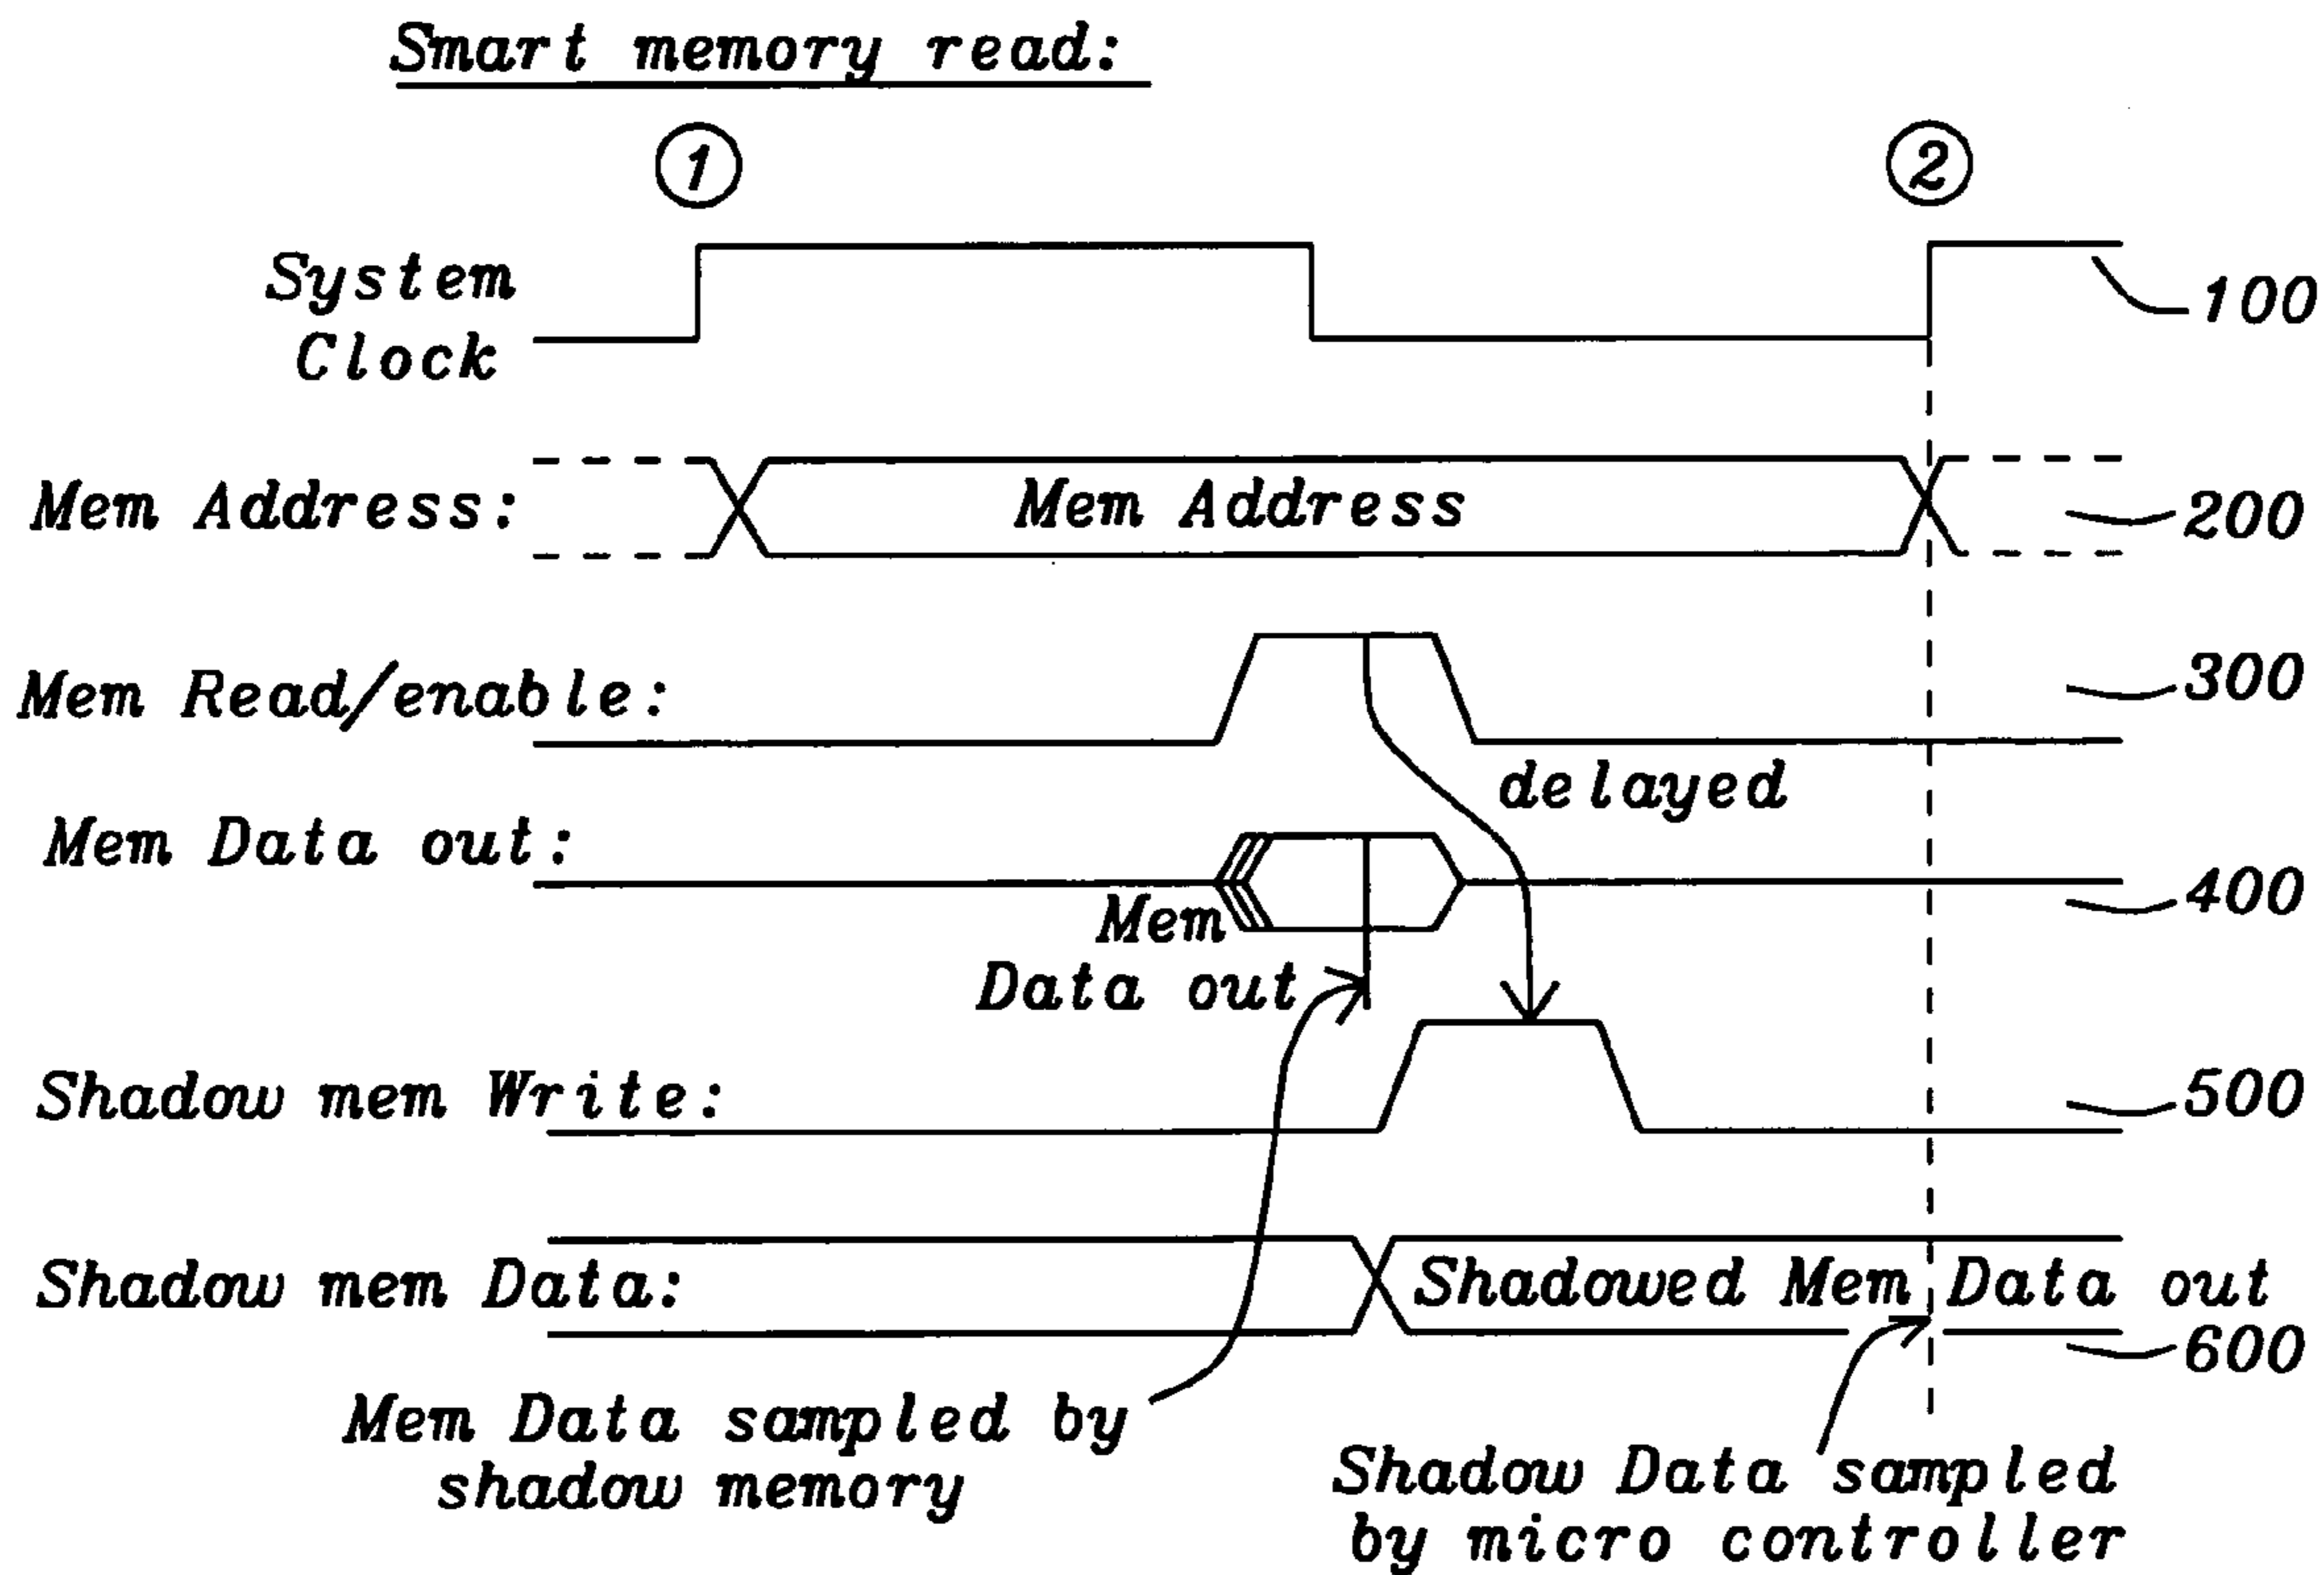 Smart memory read:
1
2
System
Clock
100
Mem Address:
Mem Address
200
Mem Read/enable:
300
delayed
Mem Data out:
400
Mem
Data out
Shadow mem Write:
500
Shadow mem Data:
Shadowed Mem Data out
600
Mem Data sampled by
shadow memory
Shadow Data sampled
by micro controller